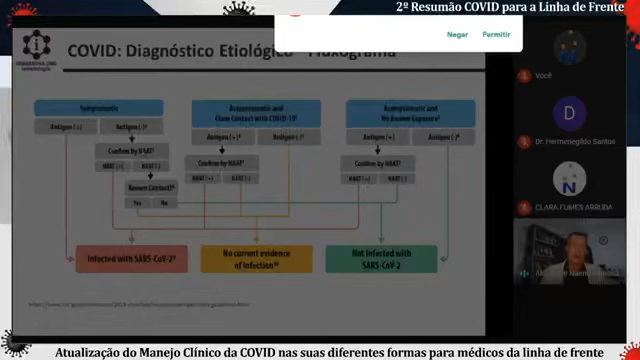 2º Resumão COVID para a Linha de Frente
COVID: Diagnóstico Etiológico - Fluxograma
Negar
Permitir
Symptomatic
Antigen (+)
Antigen (-)
Confirm by NAAT
NAAT (+)
NAAT (-)
Known Contact
Yes
No
Asymptomatic and
Close Contact with COVID-19
Antigen (+)
Antigen (-)
Confirm by NAAT
NAAT (+)
NAAT (-)
Asymptomatic and
No Known Exposure
Antigen (+)
Antigen (-)
Confirm by NAAT
NAAT (+)
NAAT (-)
Infected with SARS-CoV-2
No current evidence
of Infection
Not Infected with
SARS-CoV-2
Você
D
Dr. Hermenegildo Santos
N
CLARA FUMES ARRUDA
Atualização do Manejo Clínico da COVID nas suas diferentes formas para médicos da linha de frente